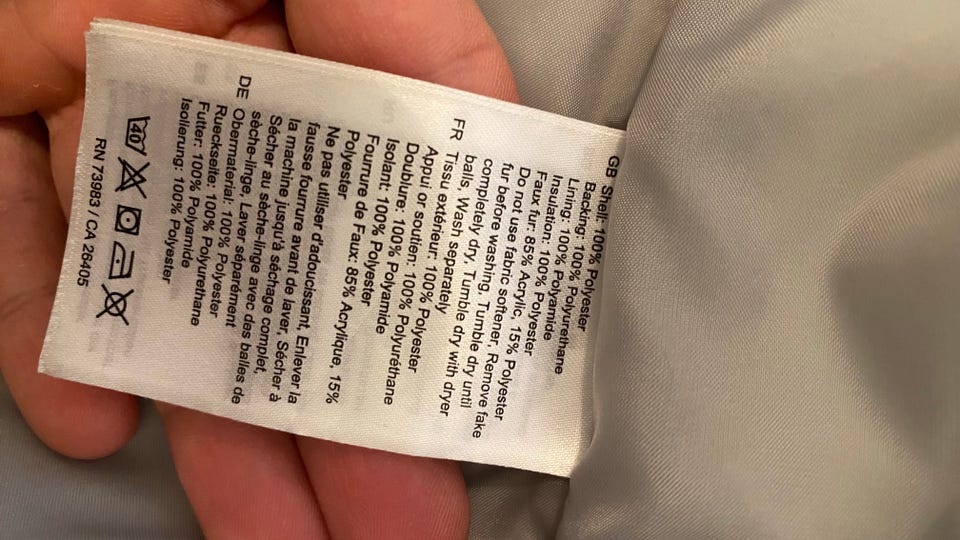 GB Shell: 100% Polyester
Backing: 100% Polyurethane
Lining: 100% Polyamide
Insulation: 100% Polyester
Faux fur: 85% Acrylic, 15% Polyester
Do not use fabric softener, Remove fake
fur before washing, Tumble dry until
completely dry, Tumble dry with dryer
balls, Wash separately
FR Tissu extérieur: 100% Polyester
Appui or soutien: 100% Polyuréthane
Doublure: 100% Polyamide
Isolant: 100% Polyester
Fourrure de Faux: 85% Acrylique, 15%
Polyester
Ne pas utiliser d'adoucissant, Enlever la
fausse fourrure avant de laver, Sécher à
la machine jusqu'à séchage complet,
Sécher au sèche-linge avec des balles de
sèche-linge, Laver séparément
DE Obermaterial: 100% Polyester
Rueckseite: 100% Polyurethane
Futter: 100% Polyamide
Isolierung: 100% Polyester
40
RN 73983 / CA 26405